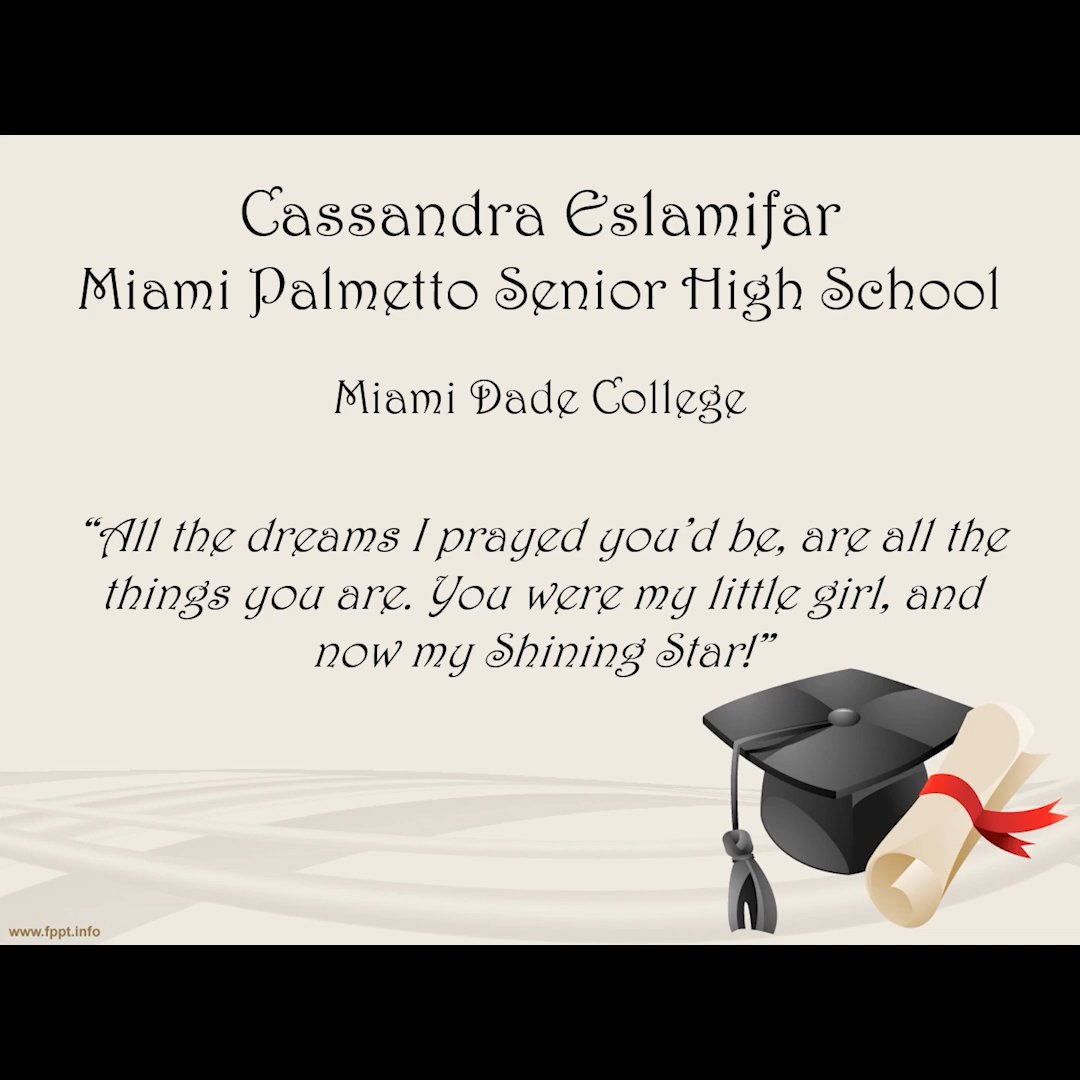 Cassandra Eslamifar
Miami Palmetto Senior High School
Miami Dade College
“All the dreams I prayed you’d be, are all the
things you are. You were my little girl, and
now my Shining Star!”
www.fppt.info